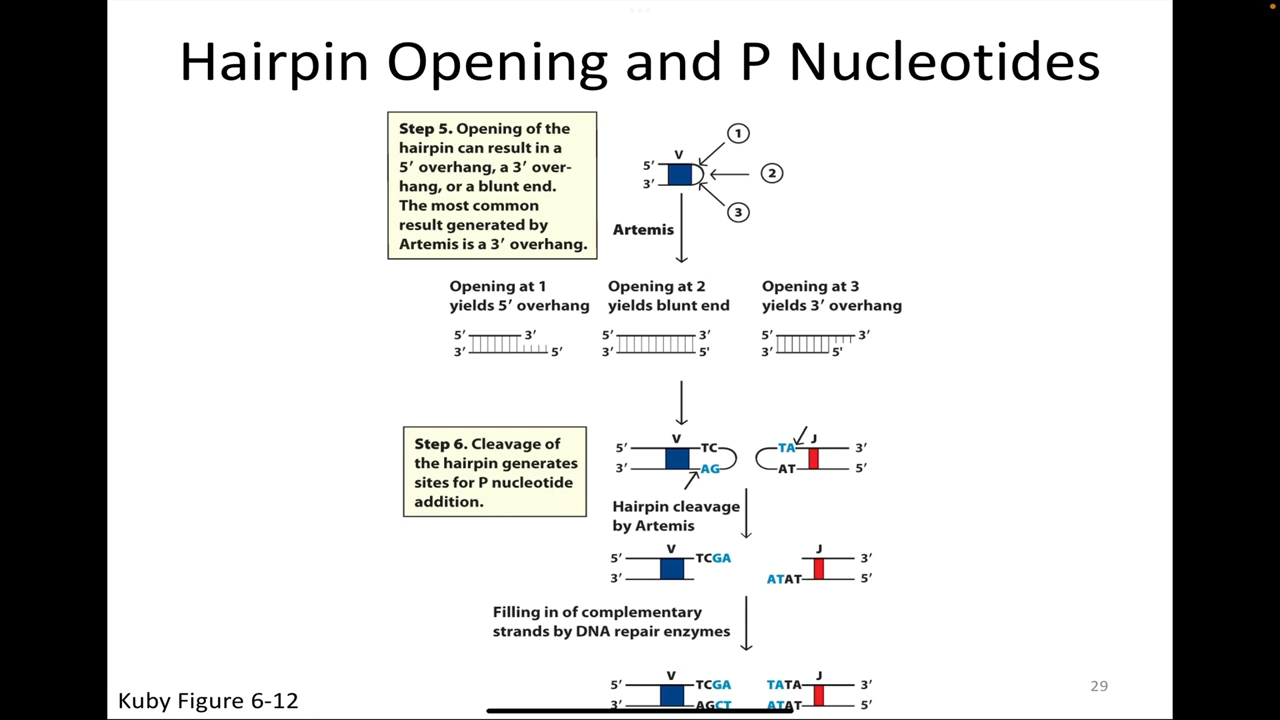 Hairpin Opening and P Nucleotides
Step 5. Opening of the
hairpin can result in a
5′ overhang, a 3′ over-
hang, or a blunt end.
The most common
result generated by
Artemis is a 3′ overhang.
1
V
5′
2
3′
3
Artemis
Opening at 1
yields 5′ overhang
Opening at 2
yields blunt end
Opening at 3
yields 3′ overhang
5′ 3′
3′ 5′
5′ 3′
3′ 5'
5′ 3′
3′ 5'
Step 6. Cleavage of
the hairpin generates
sites for P nucleotide
addition.
V J
5′ TC TA 3′
3′ AG AT 5′
Hairpin cleavage
by Artemis
V J
5′ TCGA 3′
3′ ATAT 5′
Filling in of complementary
strands by DNA repair enzymes
V J
5′ TCGA TATA 3′
3′ AGCT ATAT 5′
29
Kuby Figure 6-12